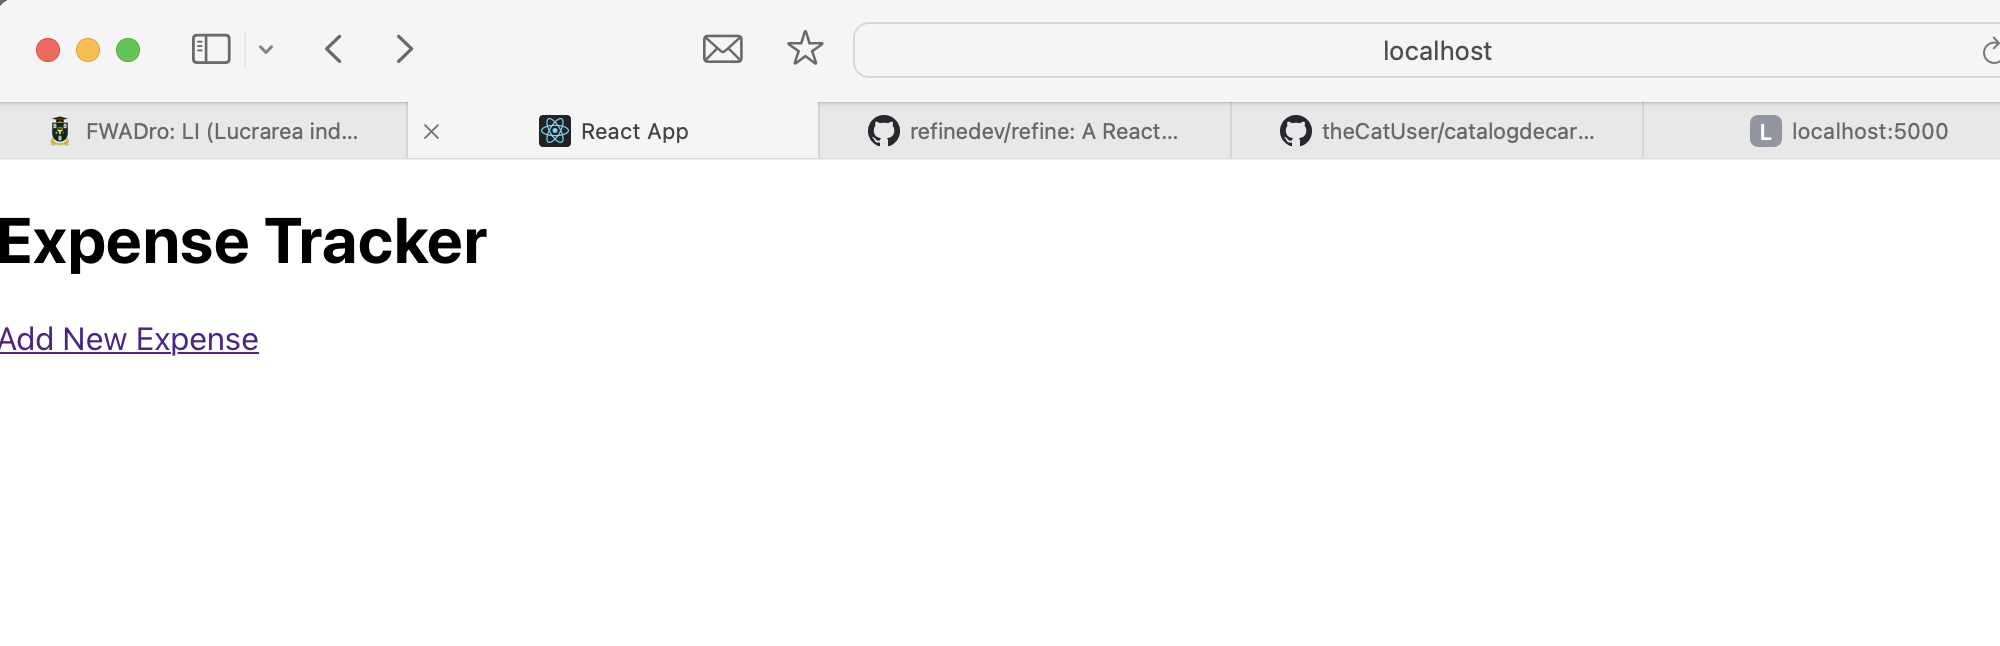 localhost
FWADro: LI (Lucrarea ind...
React App
refinedev/refine: A React...
theCatUser/catalogdecar...
L localhost:5000
Expense Tracker
Add New Expense